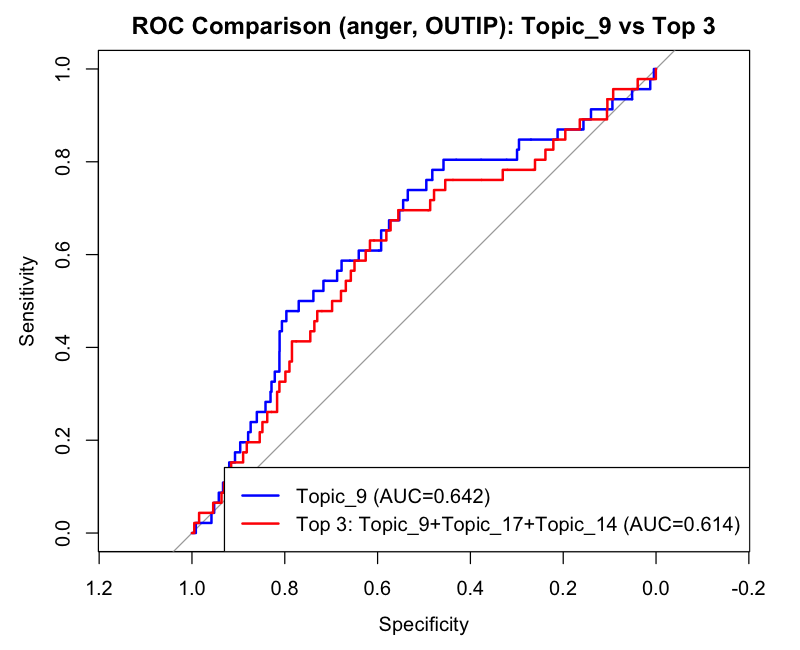 ROC Comparison (anger, OUTIP): Topic_9 vs Top 3
Sensitivity
1.0
0.8
0.6
0.4
0.2
0.0
Topic_9 (AUC=0.642)
Top 3: Topic_9+Topic_17+Topic_14 (AUC=0.614)
1.2 1.0 0.8 0.6 0.4 0.2 0.0 -0.2
Specificity